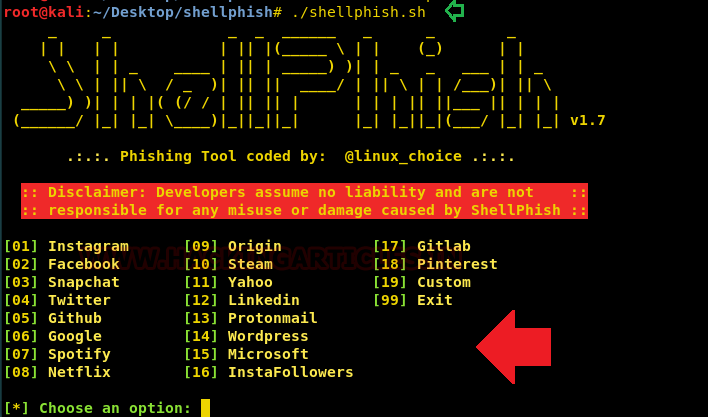 root@kali:~/Desktop/shellphish# ./shellphish.sh
ShellPhish v1.7
.:.:. Phishing Tool coded by: @linux_choice .:.:.
:: Disclaimer: Developers assume no liability and are not ::
:: responsible for any misuse or damage caused by ShellPhish ::
[01] Instagram [09] Origin [17] Gitlab
[02] Facebook [10] Steam [18] Pinterest
[03] Snapchat [11] Yahoo [19] Custom
[04] Twitter [12] Linkedin [99] Exit
[05] Github [13] Protonmail
[06] Google [14] Wordpress
[07] Spotify [15] Microsoft
[08] Netflix [16] InstaFollowers
[*] Choose an option: